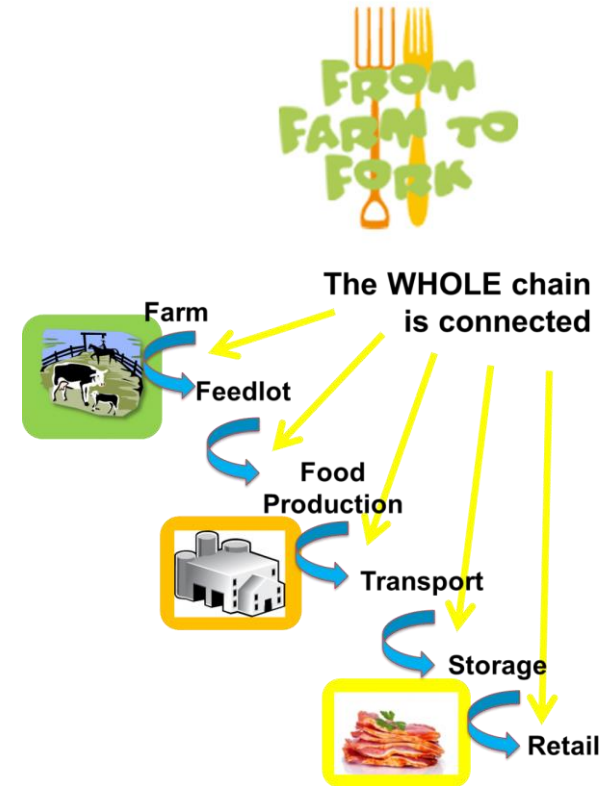 FROM
FARM TO
FORK
The WHOLE chain
is connected
Farm
Feedlot
Food
Production
Transport
Storage
Retail